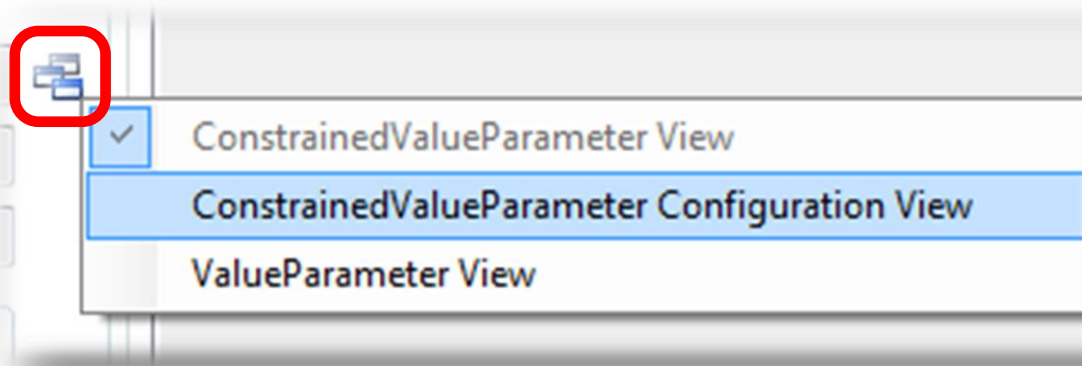 ConstrainedValueParameter View
ConstrainedValueParameter Configuration View
ValueParameter View